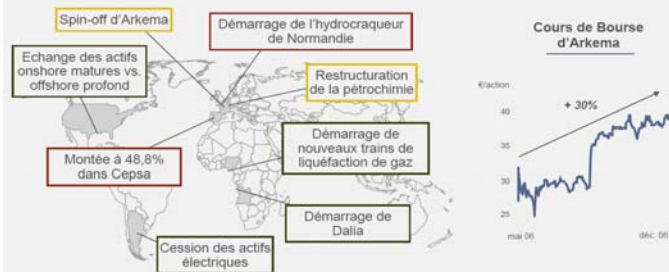 Spin-off d'Arkema
Démarrage de l'hydrocraqueur
de Normandie
Echange des actifs
onshore matures vs.
offshore profond
Restructuration
de la pétrochimie
Montée à 48,8%
dans Cepsa
Démarrage de
nouveaux trains de
liquéfaction de gaz
Démarrage de
Dalia
Cession des actifs
électriques
Cours de Bourse
d'Arkema
€/action
+ 30%
40
35
30
25
mai 06
déc. 06